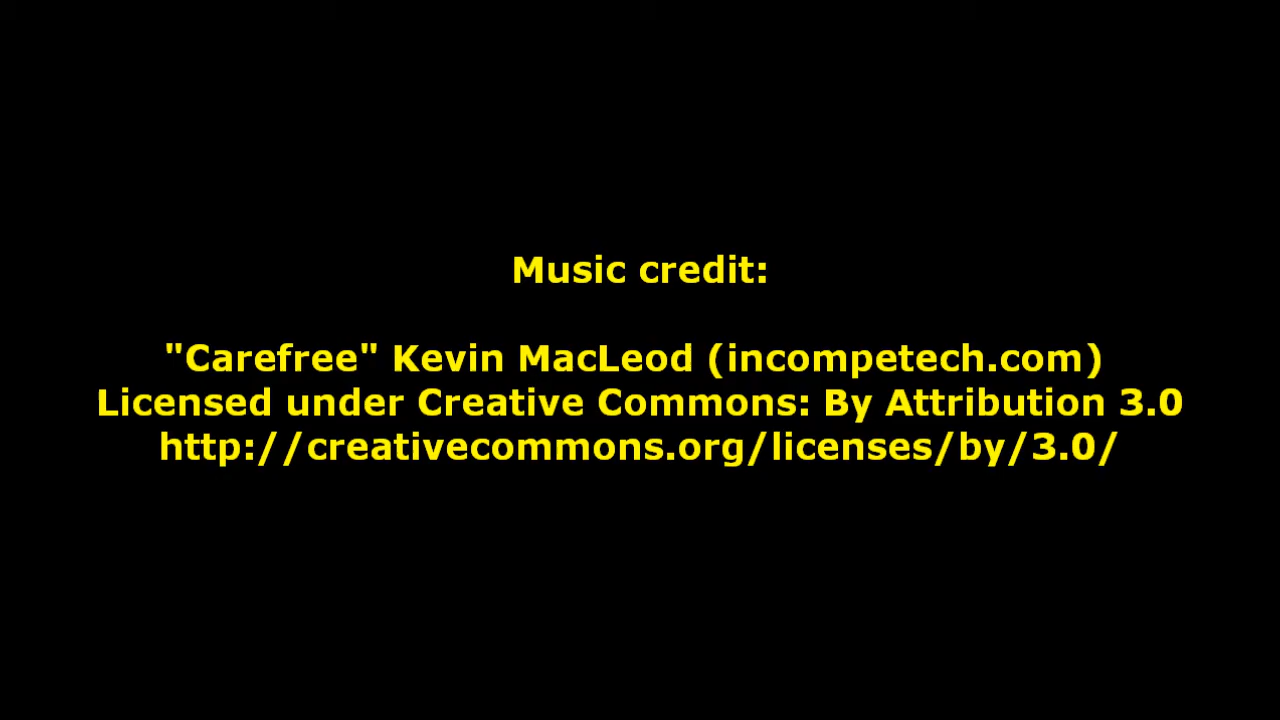 Music credit:
"Carefree" Kevin MacLeod (incompetech.com)
Licensed under Creative Commons: By Attribution 3.0
http://creativecommons.org/licenses/by/3.0/